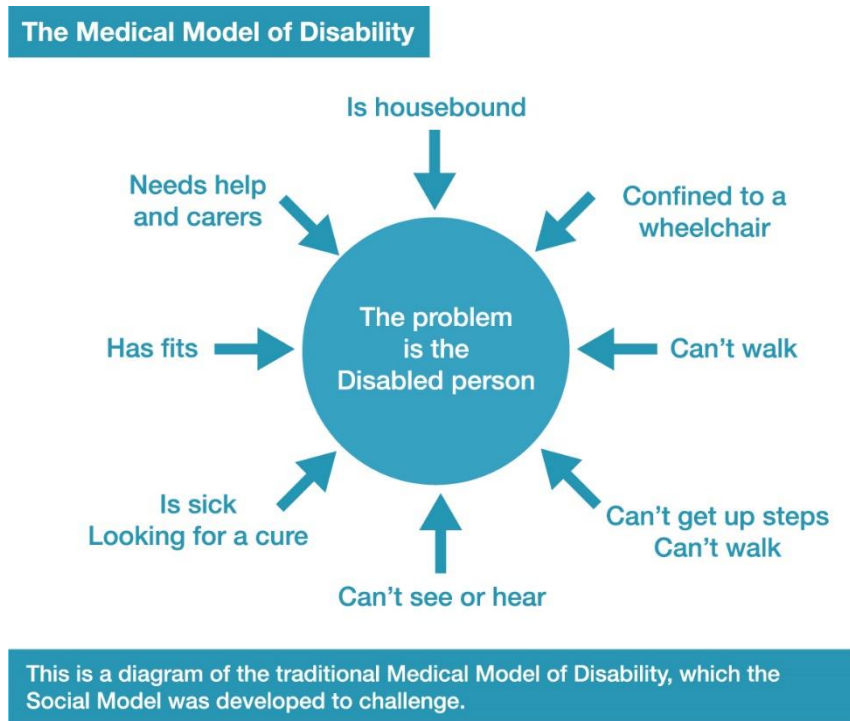 The Medical Model of Disability
Is housebound
Needs help
and carers
Confined to a
wheelchair
Has fits
The problem
is the
Disabled person
Can't walk
Is sick
Looking for a cure
Can't get up steps
Can't walk
Can't see or hear
This is a diagram of the traditional Medical Model of Disability, which the
Social Model was developed to challenge.